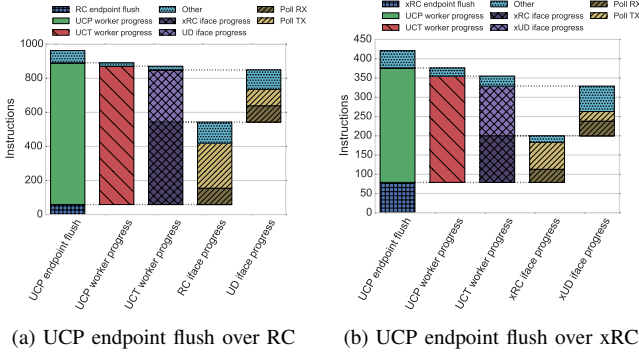 RC endpoint flush
UCP worker progress
UCT worker progress
Other
xRC iface progress
UD iface progress
Poll RX
Poll TX
1000
800
600
400
200
0
Instructions
UCP endpoint flush
UCP worker progress
UCT worker progress
RC iface progress
UD iface progress
(a) UCP endpoint flush over RC
xRC endpoint flush
UCP worker progress
UCT worker progress
Other
xRC iface progress
xUD iface progress
Poll RX
Poll TX
450
400
350
300
250
200
150
100
50
0
Instructions
UCP endpoint flush
UCP worker progress
UCT worker progress
xRC iface progress
xUD iface progress
(b) UCP endpoint flush over xRC